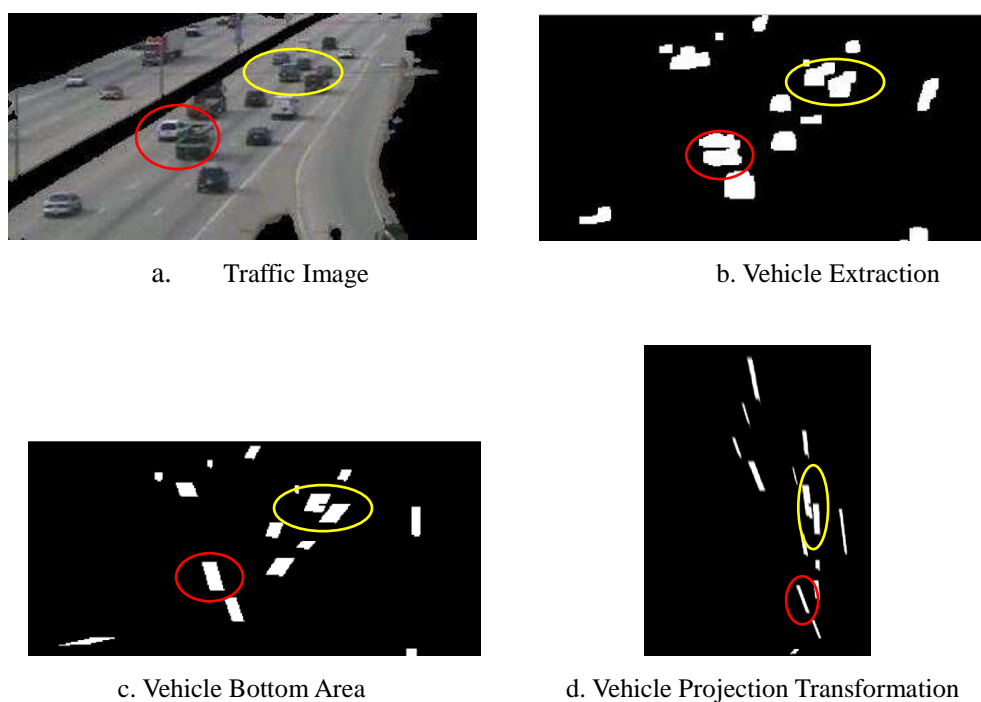 a. Traffic Image
b. Vehicle Extraction
c. Vehicle Bottom Area
d. Vehicle Projection Transformation